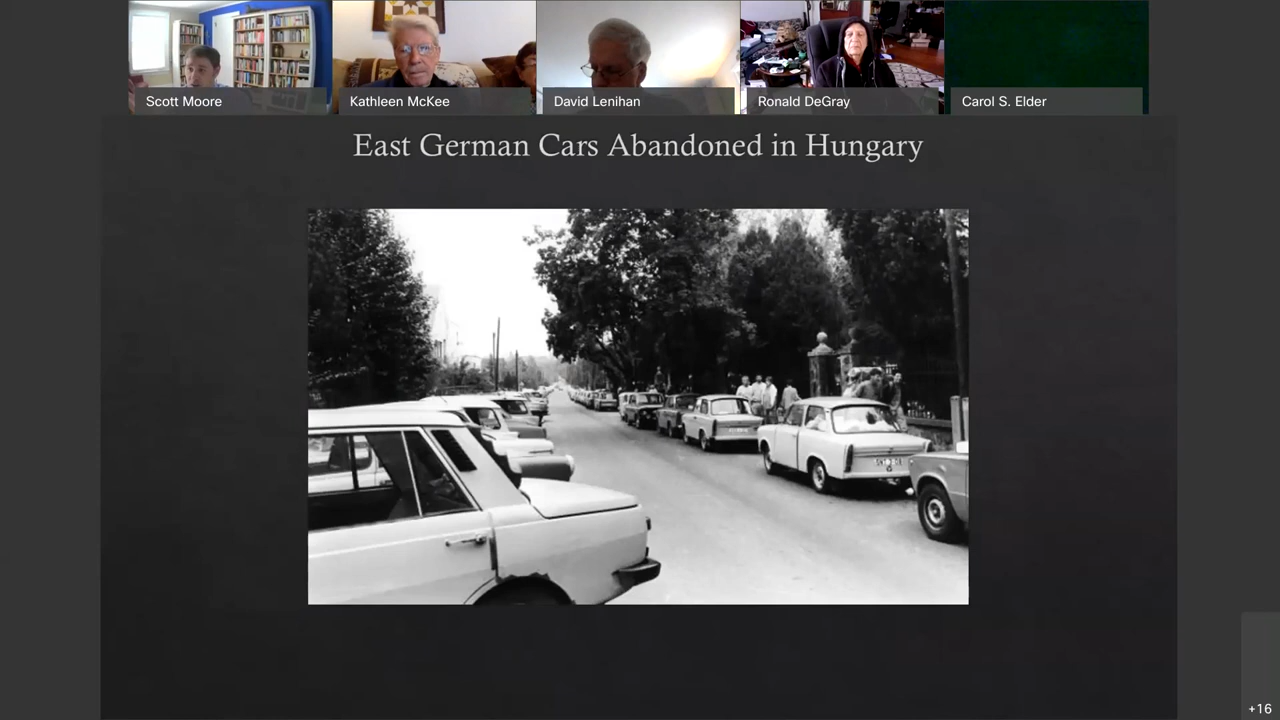 Scott Moore
Kathleen McKee
David Lenihan
Ronald DeGray
Carol S. Elder
East German Cars Abandoned in Hungary
+16